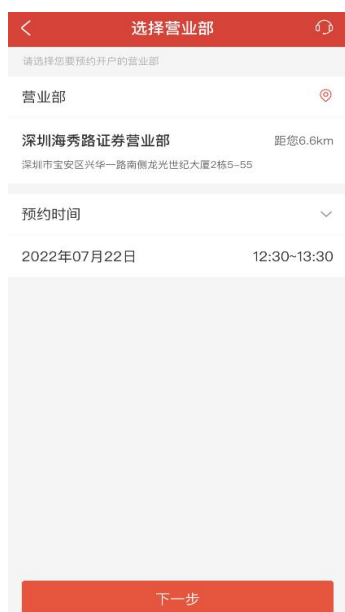 选择营业部
请选择您要预约开户的营业部
营业部
深圳海秀路证券营业部 距您6.6km
深圳市宝安区兴华一路南侧龙光世纪大厦2栋5-55
预约时间
2022年07月22日 12:30~13:30
下一步